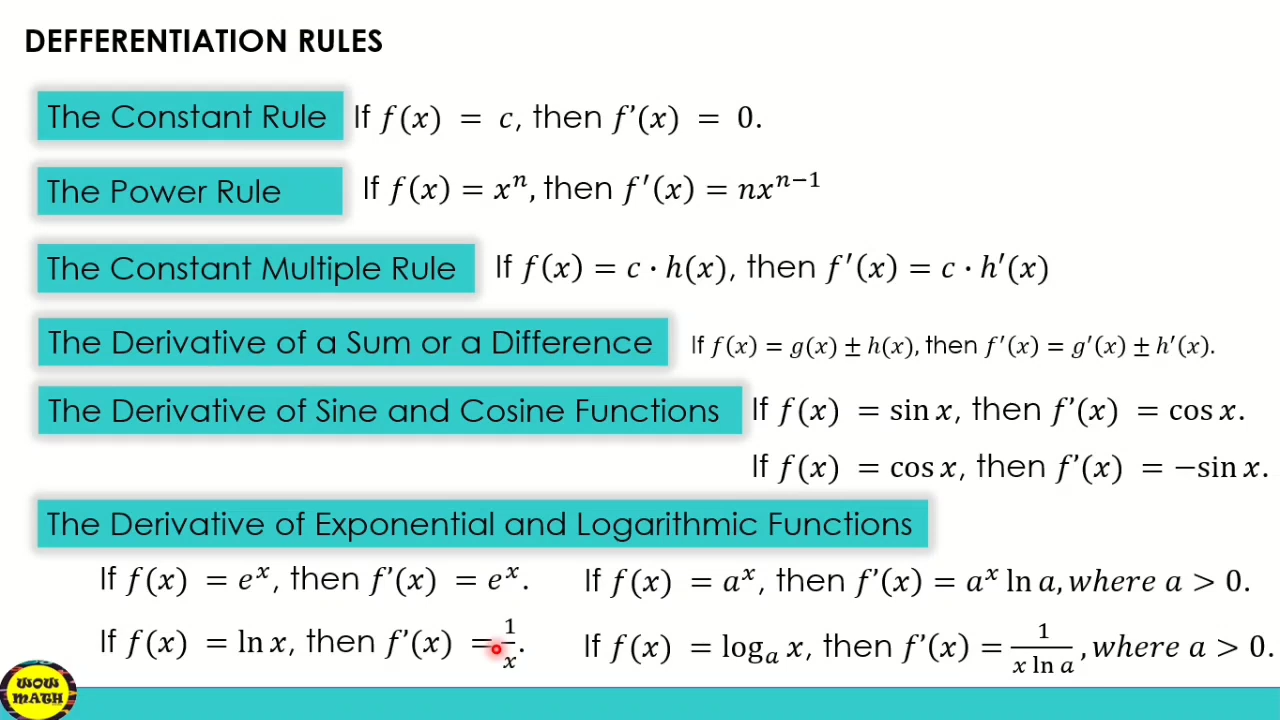 DEFFERENTIATION RULES
The Constant Rule If f(x) = c, then f'(x) = 0.
The Power Rule If f(x) = xⁿ, then f′(x) = nxⁿ⁻¹
The Constant Multiple Rule If f(x) = c · h(x), then f′(x) = c · h′(x)
The Derivative of a Sum or a Difference If f(x) = g(x) ± h(x), then f′(x) = g′(x) ± h′(x).
The Derivative of Sine and Cosine Functions If f(x) = sin x, then f'(x) = cos x.
If f(x) = cos x, then f'(x) = −sin x.
The Derivative of Exponential and Logarithmic Functions
If f(x) = eˣ, then f'(x) = eˣ. If f(x) = aˣ, then f'(x) = aˣ ln a, where a > 0.
If f(x) = ln x, then f'(x) = 1/x. If f(x) = logₐ x, then f'(x) = 1/(x ln a), where a > 0.
WOW
MATH